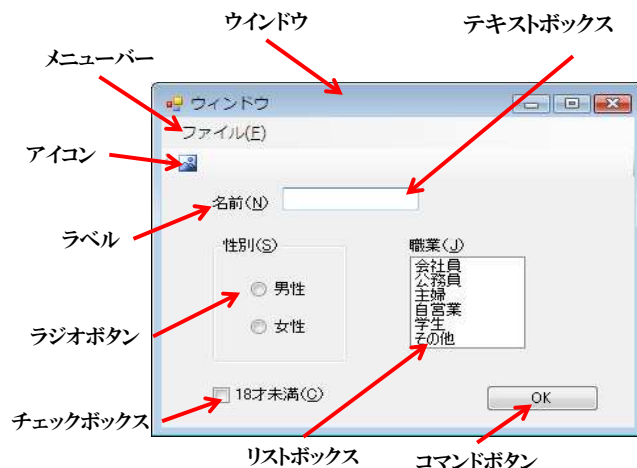 ウインドウ
テキストボックス
メニューバー
ウィンドウ
ファイル(F)
アイコン
名前(N)
ラベル
性別(S)
職業(J)
会社員
公務員
主婦
自営業
学生
その他
男性
女性
ラジオボタン
18才未満(C)
OK
チェックボックス
リストボックス
コマンドボタン